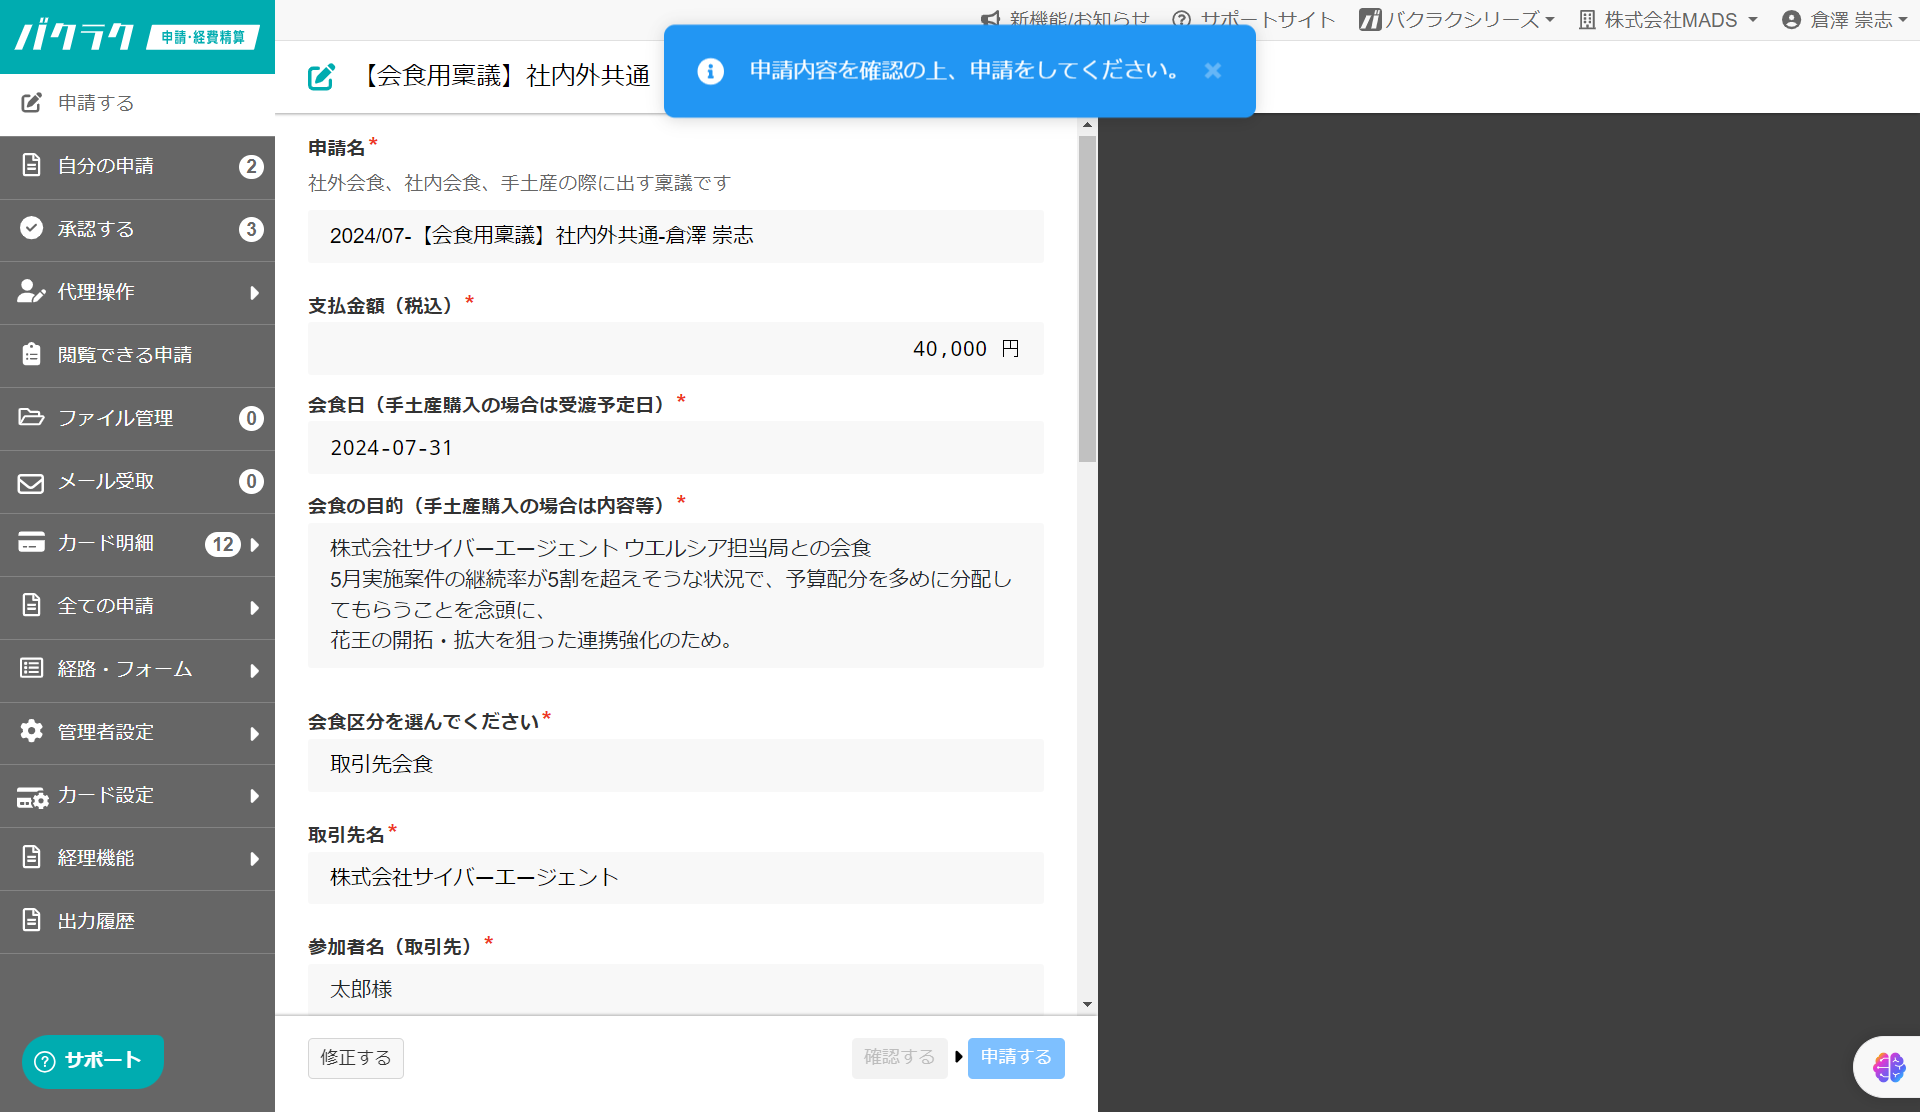 バクラク 申請・経費精算
申請する
自分の申請 2
承認する 3
代理操作
閲覧できる申請
ファイル管理 0
メール受取 0
カード明細 12
全ての申請
経路・フォーム
管理者設定
カード設定
経理機能
出力履歴
サポート
新機能/お知らせ サポートサイト バクラクシリーズ 株式会社MADS 倉澤 崇志
【会食用稟議】社内外共通
申請内容を確認の上、申請をしてください。
申請名*
社外会食、社内会食、手土産の際に出す稟議です
2024/07-【会食用稟議】社内外共通-倉澤 崇志
支払金額（税込）*
40,000 円
会食日（手土産購入の場合は受渡予定日）*
2024-07-31
会食の目的（手土産購入の場合は内容等）*
株式会社サイバーエージェント ウエルシア担当局との会食
5月実施案件の継続率が5割を超えそうな状況で、予算配分を多めに分配し
てもらうことを念頭に、
花王の開拓・拡大を狙った連携強化のため。
会食区分を選んでください*
取引先会食
取引先名*
株式会社サイバーエージェント
参加者名（取引先）*
太郎様
修正する
確認する 申請する